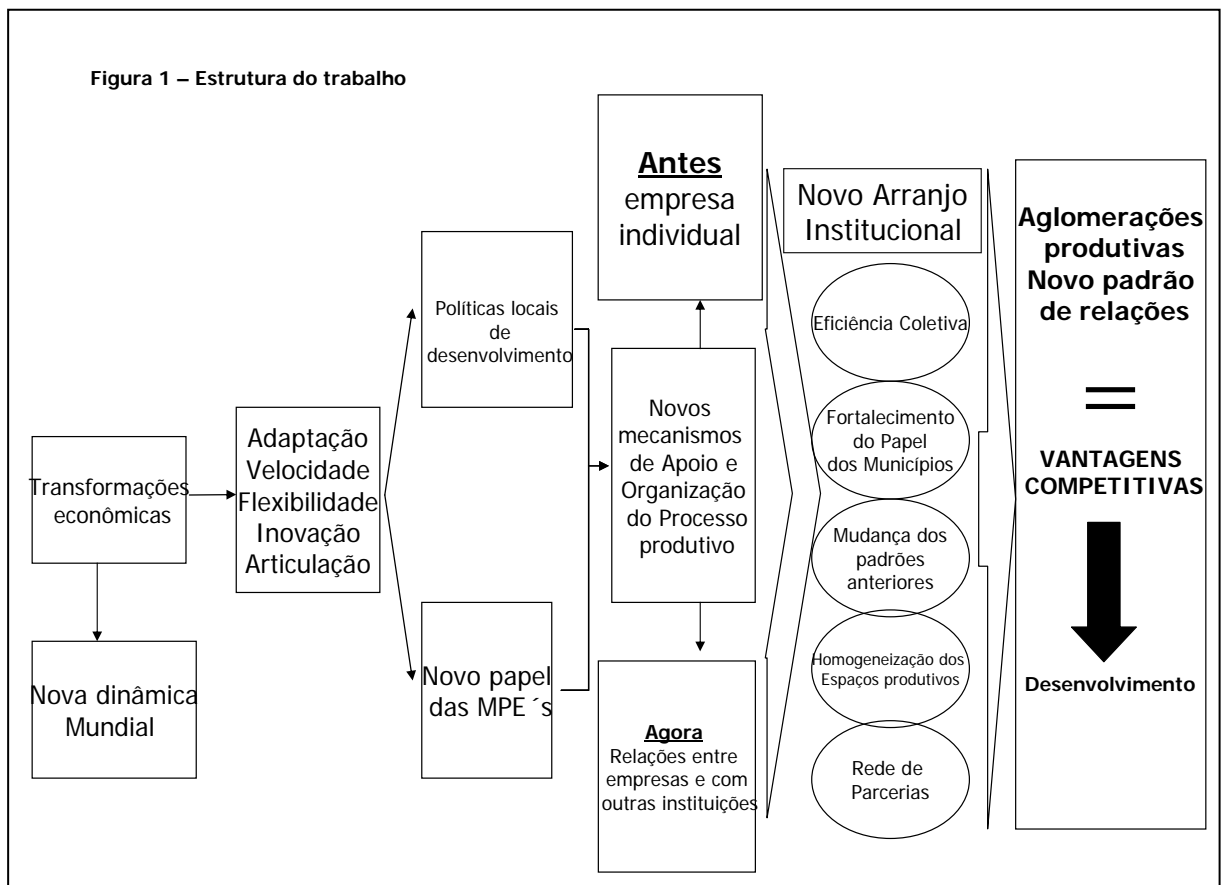 Figura 1 – Estrutura do trabalho
Transformações
econômicas
Nova dinâmica
Mundial
Adaptação
Velocidade
Flexibilidade
Inovação
Articulação
Políticas locais
de
desenvolvimento
Novo papel
das MPE´s
Antes
empresa
individual
Novos
mecanismos
de Apoio e
Organização
do Processo
produtivo
Agora
Relações entre
empresas e com
outras instituições
Novo Arranjo
Institucional
Eficiência Coletiva
Fortalecimento
do Papel
dos Municípios
Mudança dos
padrões
anteriores
Homogeneização dos
Espaços produtivos
Rede de
Parcerias
Aglomerações
produtivas
Novo padrão
de relações
=
VANTAGENS
COMPETITIVAS
Desenvolvimento